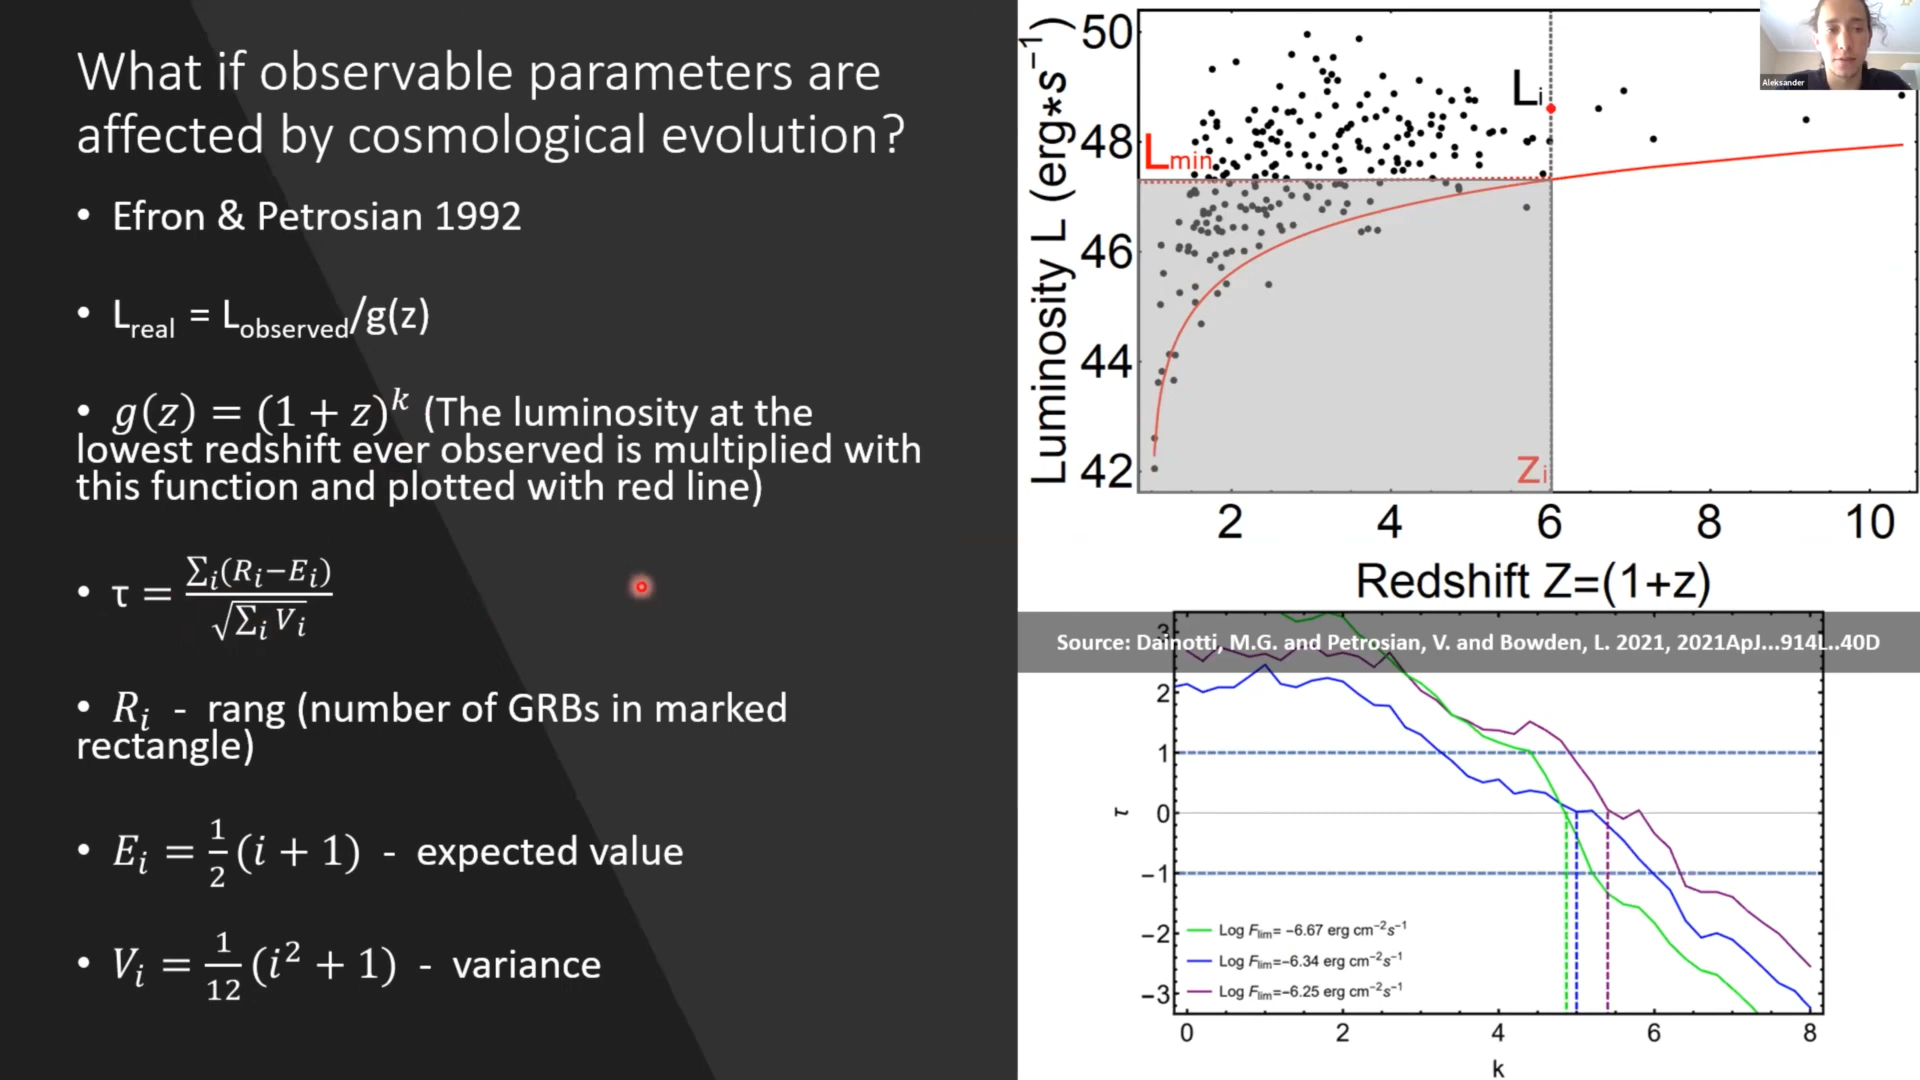 What if observable parameters are
affected by cosmological evolution?
• Efron & Petrosian 1992
• L_real = L_observed/g(z)
• g(z) = (1 + z)^k (The luminosity at the
lowest redshift ever observed is multiplied with
this function and plotted with red line)
• τ = ∑_i(R_i−E_i) / √(∑_i V_i)
• R_i - rang (number of GRBs in marked
rectangle)
• E_i = 1/2 (i + 1) - expected value
• V_i = 1/12 (i² + 1) - variance
Luminosity L (erg*s⁻¹)
50
48
46
44
42
L_min
L_i
Z_i
2 4 6 8 10
Redshift Z=(1+z)
Aleksander
Source: Dainotti, M.G. and Petrosian, V. and Bowden, L. 2021, 2021ApJ...914L..40D
τ
3
2
1
0
−1
−2
−3
Log F_lim= −6.67 erg cm⁻²s⁻¹
Log F_lim=−6.34 erg cm⁻²s⁻¹
Log F_lim=−6.25 erg cm⁻²s⁻¹
0 2 4 6 8
k